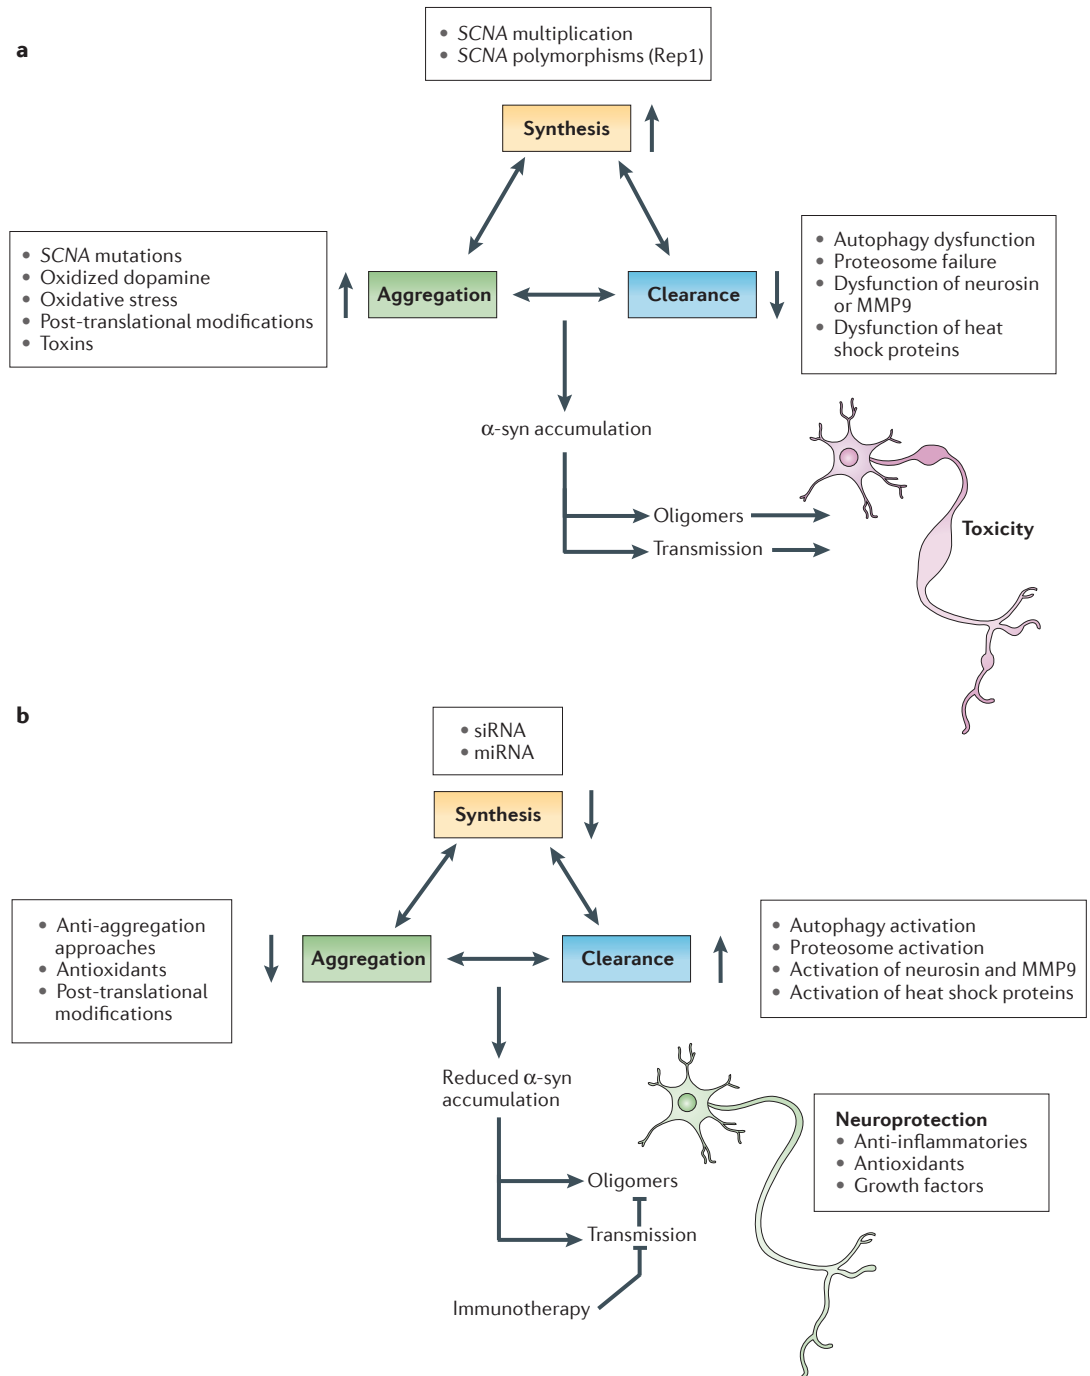 a
• SCNA multiplication
• SCNA polymorphisms (Rep1)
Synthesis
• SCNA mutations
• Oxidized dopamine
• Oxidative stress
• Post-translational modifications
• Toxins
Aggregation
Clearance
• Autophagy dysfunction
• Proteosome failure
• Dysfunction of neurosin
or MMP9
• Dysfunction of heat
shock proteins
α-syn accumulation
Oligomers
Transmission
Toxicity
b
• siRNA
• miRNA
Synthesis
• Anti-aggregation
approaches
• Antioxidants
• Post-translational
modifications
Aggregation
Clearance
• Autophagy activation
• Proteosome activation
• Activation of neurosin and MMP9
• Activation of heat shock proteins
Reduced α-syn
accumulation
Oligomers
Transmission
Immunotherapy
Neuroprotection
• Anti-inflammatories
• Antioxidants
• Growth factors